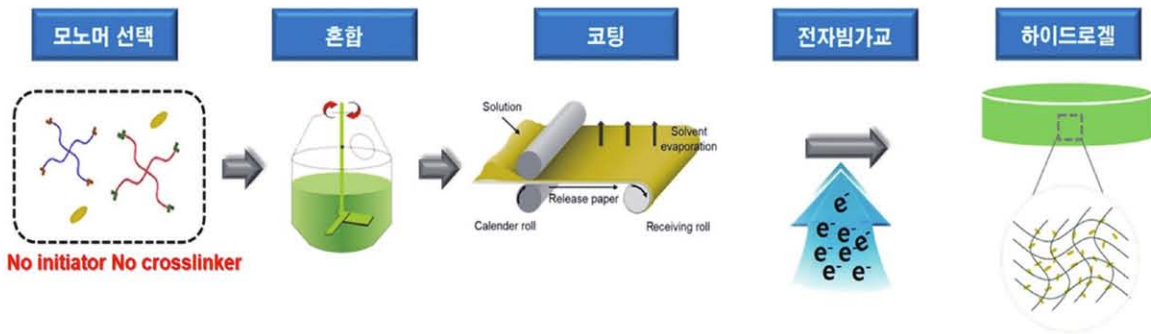 모노머 선택
혼합
코팅
전자빔가교
하이드로겔
No initiator No crosslinker
Solution
Solvent
evaporation
Release paper
Calender roll
Receiving roll
e⁻
e⁻ e⁻
e⁻ e⁻ e⁻
e⁻ e⁻